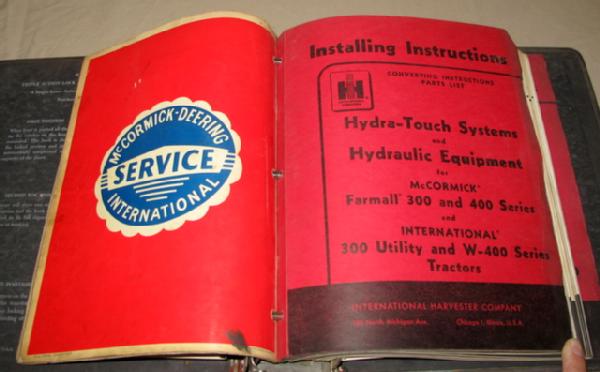 McCORMICK-DEERING
SERVICE
INTERNATIONAL
Installing Instructions
CONVERTING INSTRUCTIONS
PARTS LIST
Hydra-Touch Systems
and
Hydraulic Equipment
for
McCORMICK®
Farmall® 300 and 400 Series
and
INTERNATIONAL®
300 Utility and W-400 Series
Tractors
INTERNATIONAL HARVESTER COMPANY
180 North Michigan Ave. Chicago 1, Illinois, U.S.A.